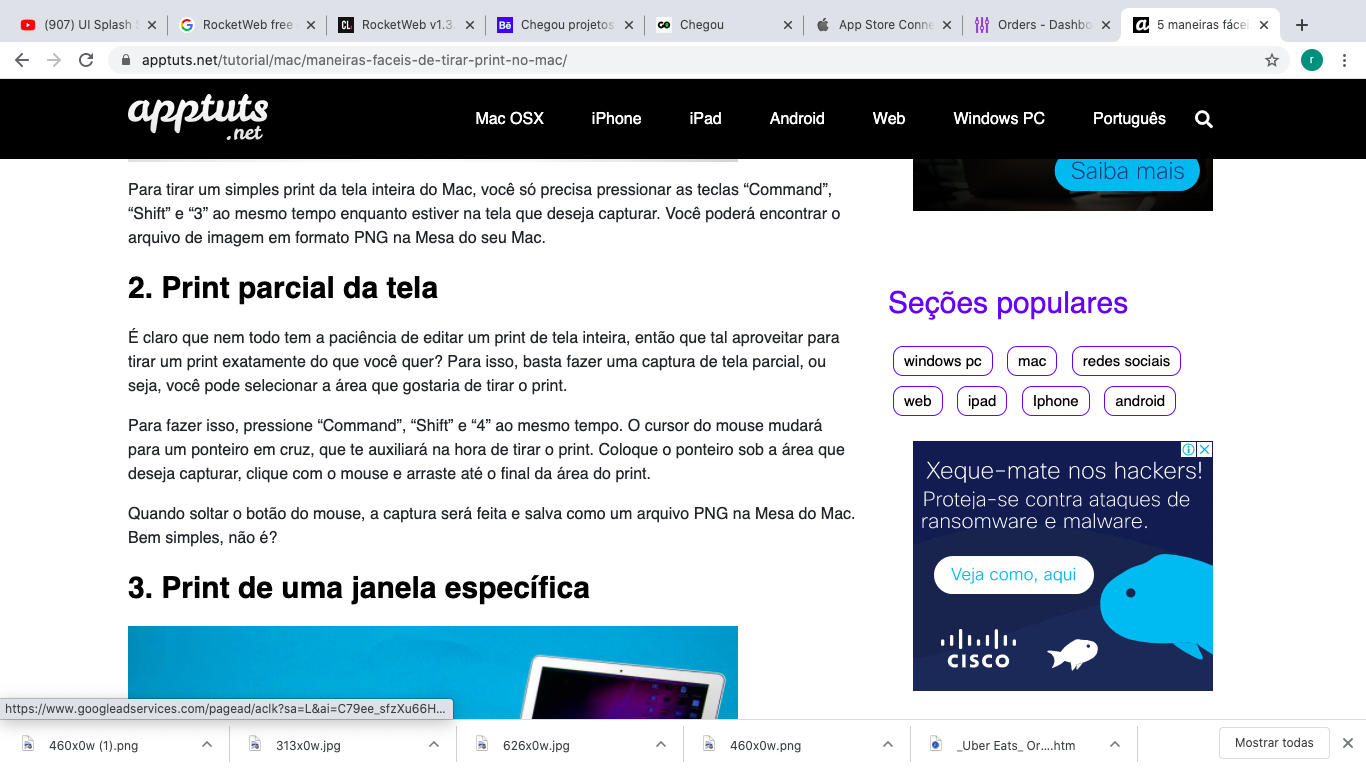 (907) UI Splash S
RocketWeb free
RocketWeb v1.3.
Chegou projetos
Chegou
App Store Conne
Orders - Dashbo
5 maneiras fácei
apptuts.net/tutorial/mac/maneiras-faceis-de-tirar-print-no-mac/
r
apptuts
.net
Mac OSX
iPhone
iPad
Android
Web
Windows PC
Português
Saiba mais
Para tirar um simples print da tela inteira do Mac, você só precisa pressionar as teclas “Command”,
“Shift” e “3” ao mesmo tempo enquanto estiver na tela que deseja capturar. Você poderá encontrar o
arquivo de imagem em formato PNG na Mesa do seu Mac.
2. Print parcial da tela
É claro que nem todo tem a paciência de editar um print de tela inteira, então que tal aproveitar para
tirar um print exatamente do que você quer? Para isso, basta fazer uma captura de tela parcial, ou
seja, você pode selecionar a área que gostaria de tirar o print.
Para fazer isso, pressione “Command”, “Shift” e “4” ao mesmo tempo. O cursor do mouse mudará
para um ponteiro em cruz, que te auxiliará na hora de tirar o print. Coloque o ponteiro sob a área que
deseja capturar, clique com o mouse e arraste até o final da área do print.
Quando soltar o botão do mouse, a captura será feita e salva como um arquivo PNG na Mesa do Mac.
Bem simples, não é?
3. Print de uma janela específica
Seções populares
windows pc
mac
redes sociais
web
ipad
Iphone
android
Xeque-mate nos hackers!
Proteja-se contra ataques de
ransomware e malware.
Veja como, aqui
CISCO
https://www.googleadservices.com/pagead/aclk?sa=L&ai=C79ee_sfzXu66H...
460x0w (1).png
313x0w.jpg
626x0w.jpg
460x0w.png
_Uber Eats_ Or....htm
Mostrar todas